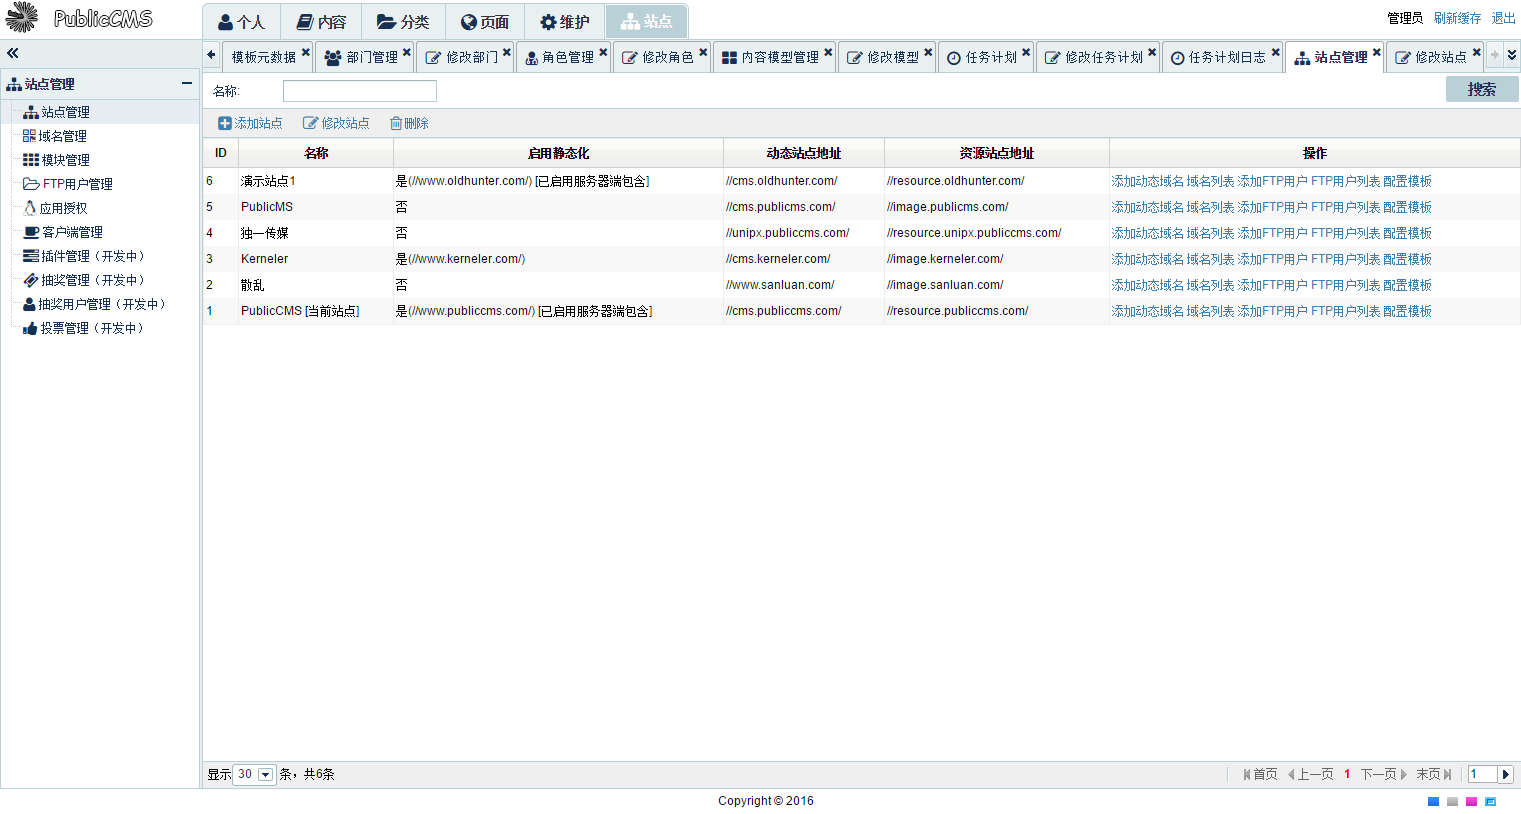 PublicCMS
个人 内容 分类 页面 维护 站点
管理员 刷新缓存 退出
模板元数据 部门管理 修改部门 角色管理 修改角色 内容模型管理 修改模型 任务计划 修改任务计划 任务计划日志 站点管理 修改站点
站点管理
站点管理
域名管理
模块管理
FTP用户管理
应用授权
客户端管理
插件管理（开发中）
抽奖管理（开发中）
抽奖用户管理（开发中）
投票管理（开发中）
名称: 搜索
添加站点 修改站点 删除
ID 名称 启用静态化 动态站点地址 资源站点地址 操作
6 演示站点1 是(//www.oldhunter.com/) [已启用服务器端包含] //cms.oldhunter.com/ //resource.oldhunter.com/ 添加动态域名 域名列表 添加FTP用户 FTP用户列表 配置模板
5 PublicMS 否 //cms.publiccms.com/ //image.publiccms.com/ 添加动态域名 域名列表 添加FTP用户 FTP用户列表 配置模板
4 独一传媒 否 //unipx.publiccms.com/ //resource.unipx.publiccms.com/ 添加动态域名 域名列表 添加FTP用户 FTP用户列表 配置模板
3 Kerneler 是(//www.kerneler.com/) //cms.kerneler.com/ //image.kerneler.com/ 添加动态域名 域名列表 添加FTP用户 FTP用户列表 配置模板
2 散乱 否 //www.sanluan.com/ //image.sanluan.com/ 添加动态域名 域名列表 添加FTP用户 FTP用户列表 配置模板
1 PublicCMS [当前站点] 是(//www.publiccms.com/) [已启用服务器端包含] //cms.publiccms.com/ //resource.publiccms.com/ 添加动态域名 域名列表 添加FTP用户 FTP用户列表 配置模板
显示 30 条，共6条 首页 上一页 1 下一页 末页 1
Copyright © 2016